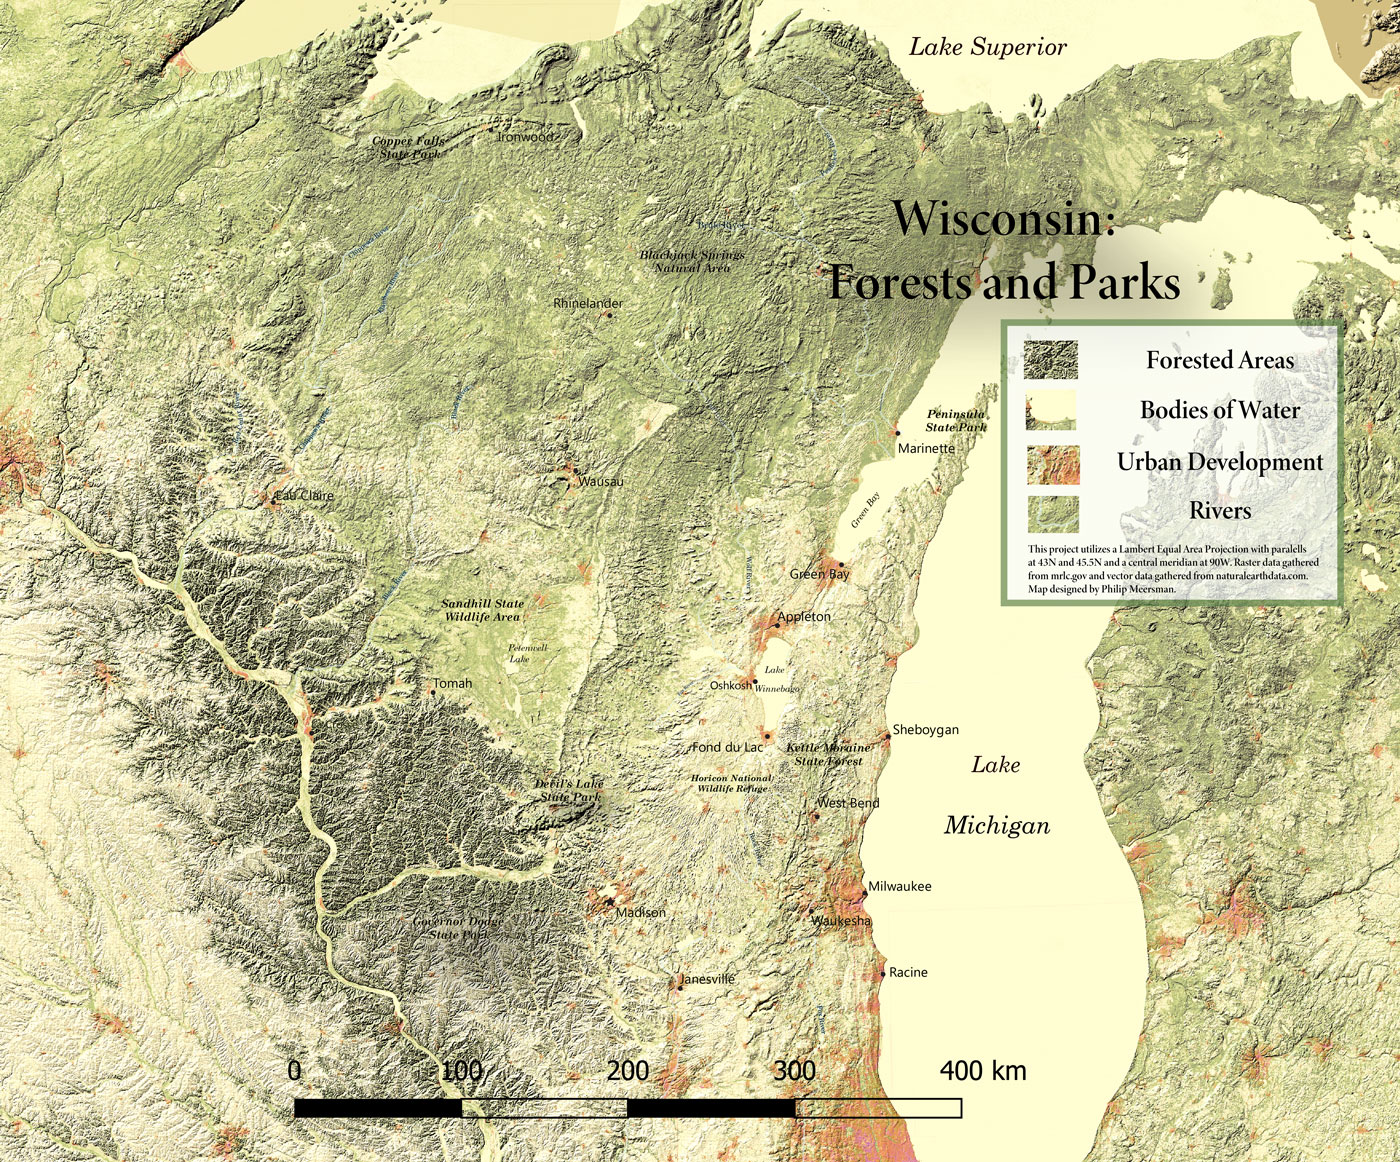 Lake Superior
Ironwood
Copper Falls
State Park
Wisconsin:
Forests and Parks
Blackjack Springs
Natural Area
Rhinelander
Forested Areas
Bodies of Water
Urban Development
Rivers
This project utilizes a Lambert Equal Area Projection with paralells
at 43N and 45.5N and a central meridian at 90W. Raster data gathered
from mrlc.gov and vector data gathered from naturalearthdata.com.
Map designed by Philip Meersman.
Peninsula
State Park
Marinette
Wausau
Eau Claire
Green Bay
Green Bay
Wolf River
Sandhill State
Wildlife Area
Appleton
Petenwell
Lake
Lake
Winnebago
Oshkosh
Tomah
Sheboygan
Fond du Lac
Kettle Moraine
State Forest
Lake
Michigan
Horicon National
Wildlife Refuge
Devil's Lake
State Park
West Bend
Milwaukee
Madison
Waukesha
Governor Dodge
State Park
Racine
Janesville
0
100
200
300
400 km